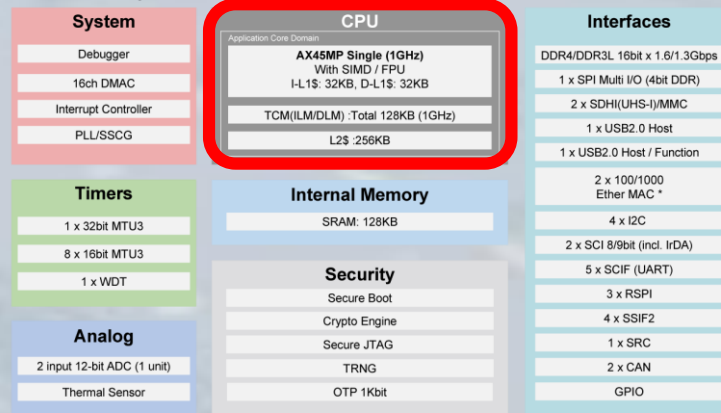 System
Debugger
16ch DMAC
Interrupt Controller
PLL/SSCG
CPU
Application Core Domain
AX45MP Single (1GHz)
With SIMD / FPU
I-L1$: 32KB, D-L1$: 32KB
TCM(ILM/DLM) :Total 128KB (1GHz)
L2$ :256KB
Interfaces
DDR4/DDR3L 16bit x 1.6/1.3Gbps
1 x SPI Multi I/O (4bit DDR)
2 x SDHI(UHS-I)/MMC
1 x USB2.0 Host
1 x USB2.0 Host / Function
2 x 100/1000
Ether MAC *
4 x I2C
2 x SCI 8/9bit (incl. IrDA)
5 x SCIF (UART)
3 x RSPI
4 x SSIF2
1 x SRC
2 x CAN
GPIO
Timers
1 x 32bit MTU3
8 x 16bit MTU3
1 x WDT
Internal Memory
SRAM: 128KB
Security
Secure Boot
Crypto Engine
Secure JTAG
TRNG
OTP 1Kbit
Analog
2 input 12-bit ADC (1 unit)
Thermal Sensor